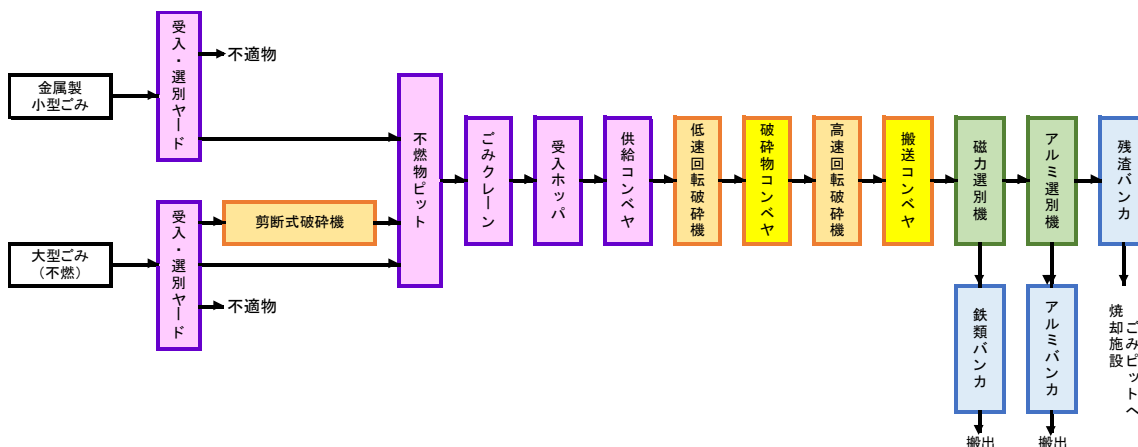 受入・選別ヤード
不適物
金属製
小型ごみ
受入・選別ヤード
剪断式破砕機
大型ごみ
（不燃）
不適物
不燃物ピット
ごみクレーン
受入ホッパ
供給コンベヤ
低速回転破砕機
破砕物コンベヤ
高速回転破砕機
搬送コンベヤ
磁力選別機
アルミ選別機
残渣バンカ
鉄類バンカ
アルミバンカ
焼却施設
ごみピットへ
搬出
搬出